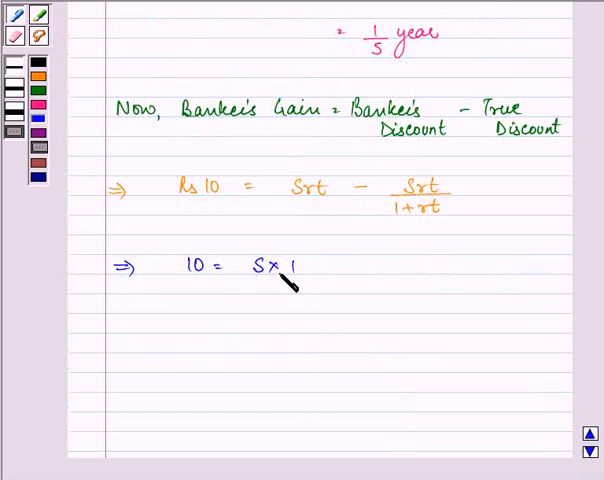 = 1/5 year
Now, Banker's Gain = Banker's Discount - True Discount
⇒ Rs 10 = Srt - Srt/(1+rt)
⇒ 10 = S × 1